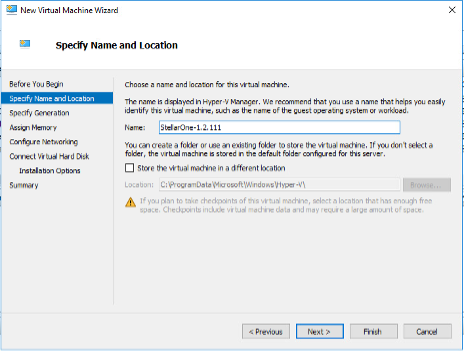 New Virtual Machine Wizard
Specify Name and Location
Before You Begin
Specify Name and Location
Specify Generation
Assign Memory
Configure Networking
Connect Virtual Hard Disk
Installation Options
Summary
Choose a name and location for this virtual machine.
The name is displayed in Hyper-V Manager. We recommend that you use a name that helps you easily
identify this virtual machine, such as the name of the guest operating system or workload.
Name: StellarOne-1.2.111
You can create a folder or use an existing folder to store the virtual machine. If you don't select a
folder, the virtual machine is stored in the default folder configured for this server.
Store the virtual machine in a different location
Location: C:\ProgramData\Microsoft\Windows\Hyper-V\ Browse...
If you plan to take checkpoints of this virtual machine, select a location that has enough free
space. Checkpoints include virtual machine data and may require a large amount of space.
< Previous Next > Finish Cancel